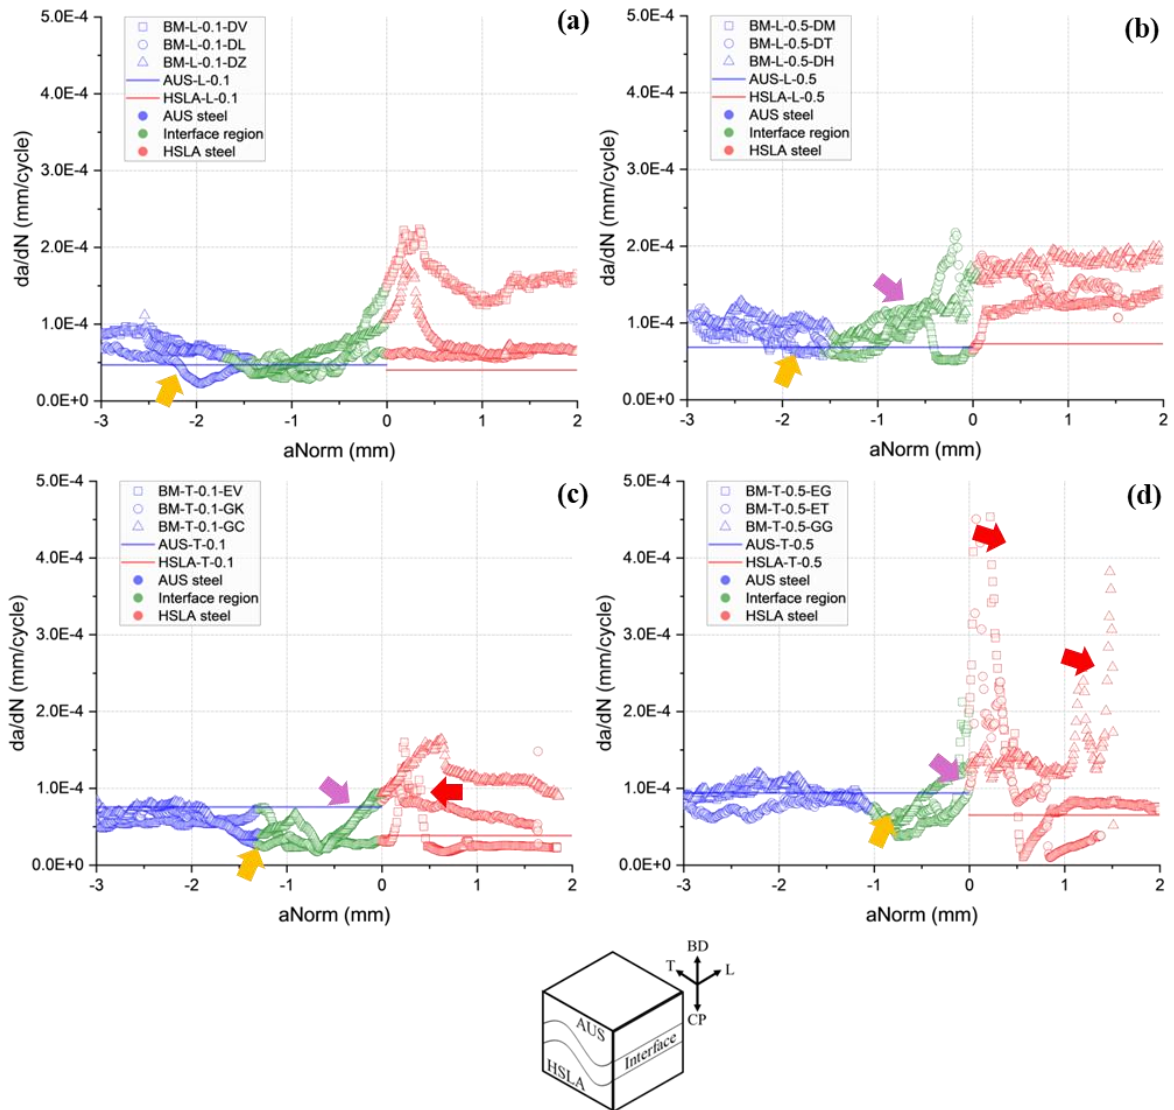 (a)
BM-L-0.1-DV
BM-L-0.1-DL
BM-L-0.1-DZ
AUS-L-0.1
HSLA-L-0.1
AUS steel
Interface region
HSLA steel
5.0E-4
4.0E-4
3.0E-4
2.0E-4
1.0E-4
0.0E+0
da/dN (mm/cycle)
-3 -2 -1 0 1 2
aNorm (mm)
(b)
BM-L-0.5-DM
BM-L-0.5-DT
BM-L-0.5-DH
AUS-L-0.5
HSLA-L-0.5
AUS steel
Interface region
HSLA steel
5.0E-4
4.0E-4
3.0E-4
2.0E-4
1.0E-4
0.0E+0
da/dN (mm/cycle)
-3 -2 -1 0 1 2
aNorm (mm)
(c)
BM-T-0.1-EV
BM-T-0.1-GK
BM-T-0.1-GC
AUS-T-0.1
HSLA-T-0.1
AUS steel
Interface region
HSLA steel
5.0E-4
4.0E-4
3.0E-4
2.0E-4
1.0E-4
0.0E+0
da/dN (mm/cycle)
-3 -2 -1 0 1 2
aNorm (mm)
(d)
BM-T-0.5-EG
BM-T-0.5-ET
BM-T-0.5-GG
AUS-T-0.5
HSLA-T-0.5
AUS steel
Interface region
HSLA steel
5.0E-4
4.0E-4
3.0E-4
2.0E-4
1.0E-4
0.0E+0
da/dN (mm/cycle)
-3 -2 -1 0 1 2
aNorm (mm)
BD
T L
CP
AUS
Interface
HSLA